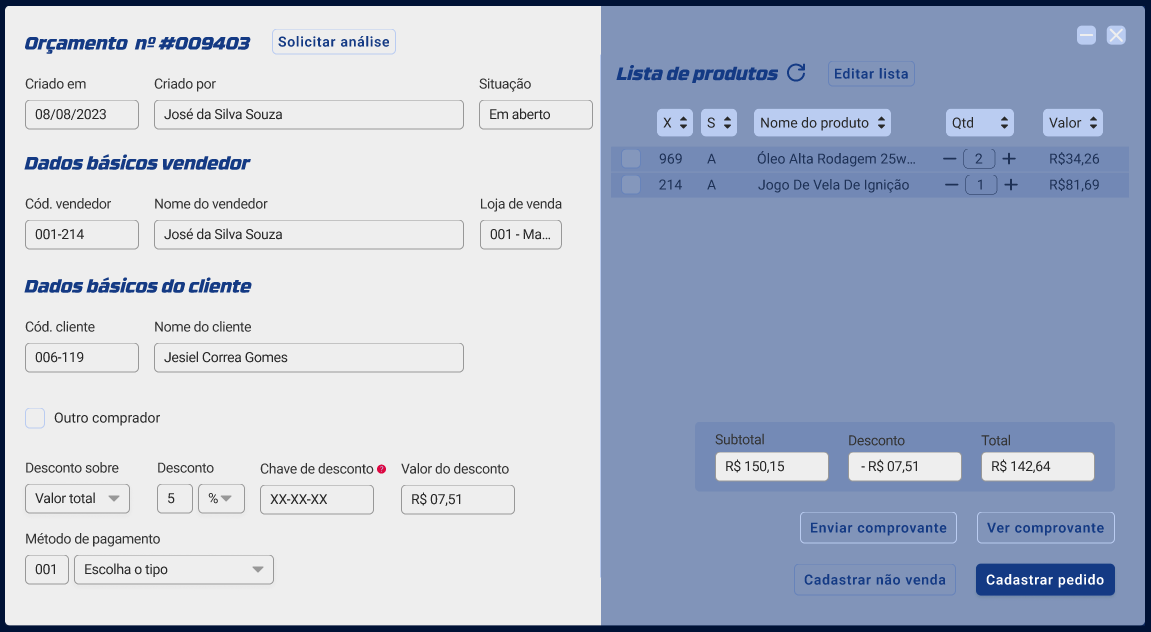 Orçamento nº #009403
Solicitar análise
Criado em
Criado por
Situação
08/08/2023
José da Silva Souza
Em aberto
Dados básicos vendedor
Cód. vendedor
Nome do vendedor
Loja de venda
001-214
José da Silva Souza
001 - Ma...
Dados básicos do cliente
Cód. cliente
Nome do cliente
006-119
Jesiel Correa Gomes
Outro comprador
Desconto sobre
Desconto
Chave de desconto ?
Valor do desconto
Valor total
5
%
XX-XX-XX
R$ 07,51
Método de pagamento
001
Escolha o tipo
Lista de produtos
Editar lista
X
S
Nome do produto
Qtd
Valor
969 A Óleo Alta Rodagem 25w... — 2 + R$34,26
214 A Jogo De Vela De Ignição — 1 + R$81,69
Subtotal
Desconto
Total
R$ 150,15
- R$ 07,51
R$ 142,64
Enviar comprovante
Ver comprovante
Cadastrar não venda
Cadastrar pedido